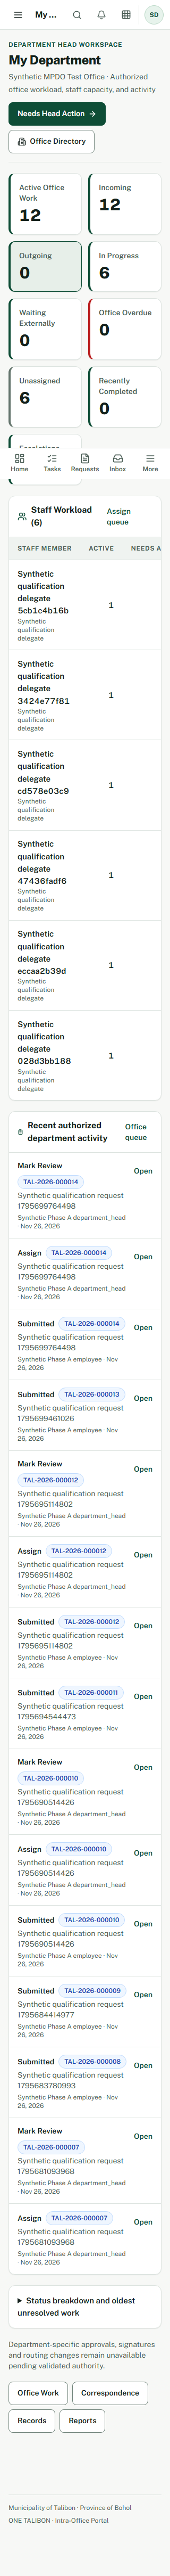 My ...
SD
DEPARTMENT HEAD WORKSPACE
My Department
Synthetic MPDO Test Office · Authorized
office workload, staff capacity, and activity
Needs Head Action →
Office Directory
Active Office
Work
12
Incoming
12
Outgoing
0
In Progress
6
Waiting
Externally
0
Office Overdue
0
Unassigned
6
Recently
Completed
0
Home
Tasks
Requests
Inbox
More
Staff Workload
(6)
Assign
queue
STAFF MEMBER
ACTIVE
NEEDS A
Synthetic
qualification
delegate
5cb1c4b16b
Synthetic
qualification
delegate
1
Synthetic
qualification
delegate
3424e77f81
Synthetic
qualification
delegate
1
Synthetic
qualification
delegate
cd578e03c9
Synthetic
qualification
delegate
1
Synthetic
qualification
delegate
47436fadf6
Synthetic
qualification
delegate
1
Synthetic
qualification
delegate
eccaa2b39d
Synthetic
qualification
delegate
1
Synthetic
qualification
delegate
028d3bb188
Synthetic
qualification
delegate
1
Recent authorized
department activity
Office
queue
Mark Review
TAL-2026-000014
Synthetic qualification request
1795699764498
Synthetic Phase A department_head
· Nov 26, 2026
Open
Assign TAL-2026-000014
Synthetic qualification request
1795699764498
Synthetic Phase A department_head
· Nov 26, 2026
Open
Submitted TAL-2026-000014
Synthetic qualification request
1795699764498
Synthetic Phase A employee · Nov
26, 2026
Open
Submitted TAL-2026-000013
Synthetic qualification request
1795699461026
Synthetic Phase A employee · Nov
26, 2026
Open
Mark Review
TAL-2026-000012
Synthetic qualification request
1795695114802
Synthetic Phase A department_head
· Nov 26, 2026
Open
Assign TAL-2026-000012
Synthetic qualification request
1795695114802
Synthetic Phase A department_head
· Nov 26, 2026
Open
Submitted TAL-2026-000012
Synthetic qualification request
1795695114802
Synthetic Phase A employee · Nov
26, 2026
Open
Submitted TAL-2026-000011
Synthetic qualification request
1795694544473
Synthetic Phase A employee · Nov
26, 2026
Open
Mark Review
TAL-2026-000010
Synthetic qualification request
1795690514426
Synthetic Phase A department_head
· Nov 26, 2026
Open
Assign TAL-2026-000010
Synthetic qualification request
1795690514426
Synthetic Phase A department_head
· Nov 26, 2026
Open
Submitted TAL-2026-000010
Synthetic qualification request
1795690514426
Synthetic Phase A employee · Nov
26, 2026
Open
Submitted TAL-2026-000009
Synthetic qualification request
1795684414977
Synthetic Phase A employee · Nov
26, 2026
Open
Submitted TAL-2026-000008
Synthetic qualification request
1795683780993
Synthetic Phase A employee · Nov
26, 2026
Open
Mark Review
TAL-2026-000007
Synthetic qualification request
1795681093968
Synthetic Phase A department_head
· Nov 26, 2026
Open
Assign TAL-2026-000007
Synthetic qualification request
1795681093968
Synthetic Phase A department_head
· Nov 26, 2026
Open
Status breakdown and oldest
unresolved work
Department-specific approvals, signatures
and routing changes remain unavailable
pending validated authority.
Office Work
Correspondence
Records
Reports
Municipality of Talibon · Province of Bohol
ONE TALIBON · Intra-Office Portal